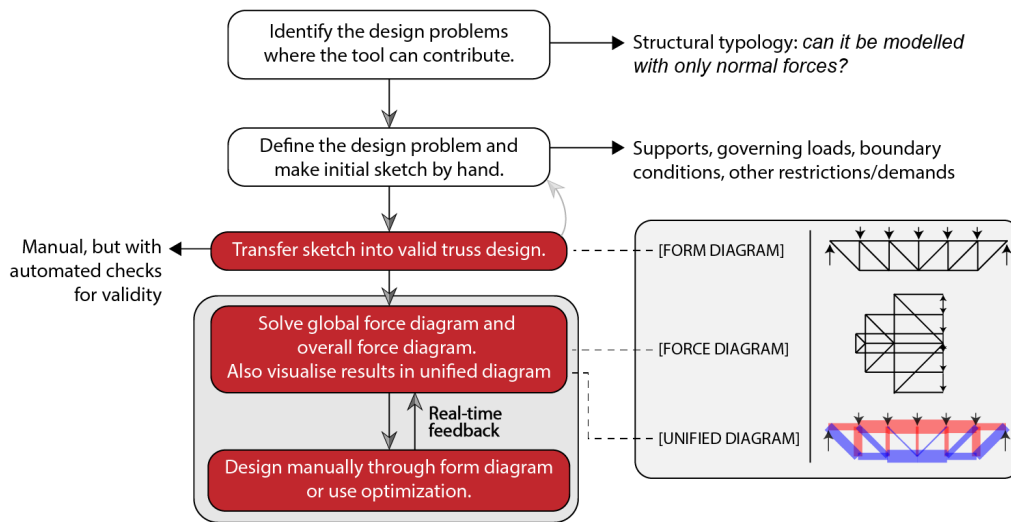 Identify the design problems
where the tool can contribute.
Structural typology: can it be modelled
with only normal forces?
Define the design problem and
make initial sketch by hand.
Supports, governing loads, boundary
conditions, other restrictions/demands
Manual, but with
automated checks
for validity
Transfer sketch into valid truss design.
[FORM DIAGRAM]
Solve global force diagram and
overall force diagram.
Also visualise results in unified diagram
[FORCE DIAGRAM]
Real-time
feedback
[UNIFIED DIAGRAM]
Design manually through form diagram
or use optimization.